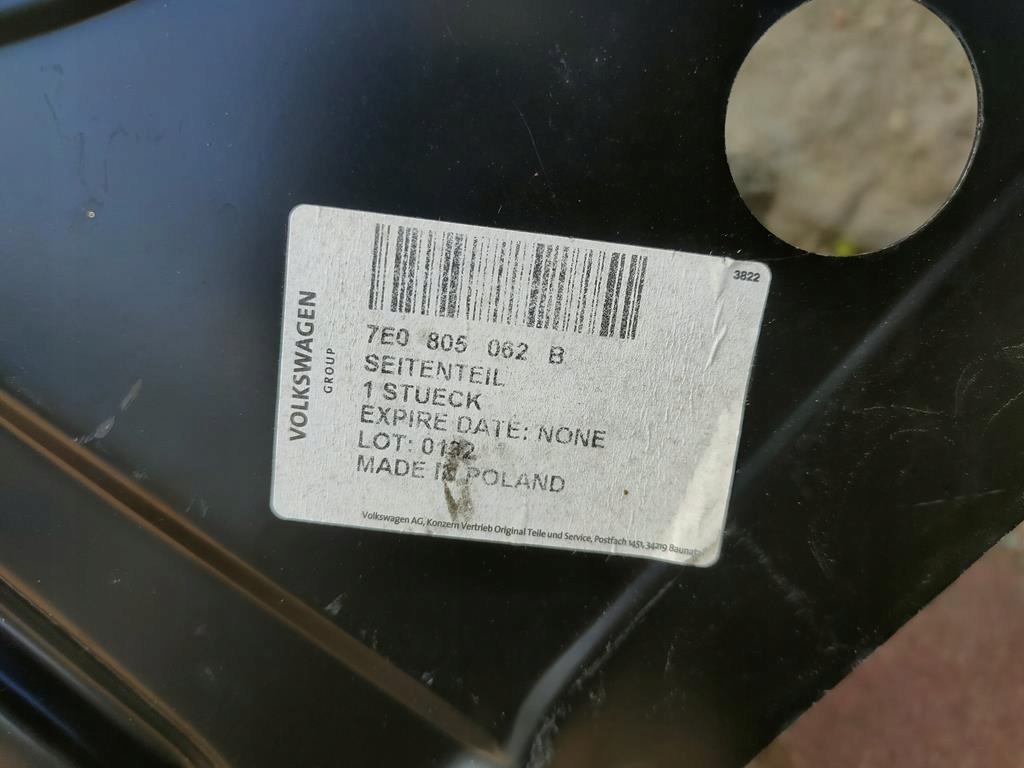 3822
VOLKSWAGEN
GROUP
7E0 805 062 B
SEITENTEIL
1 STUECK
EXPIRE DATE: NONE
LOT: 0132
MADE IN POLAND
Volkswagen AG, Konzern Vertrieb Original Teile und Service, Postfach 1451, 34219 Baunatal